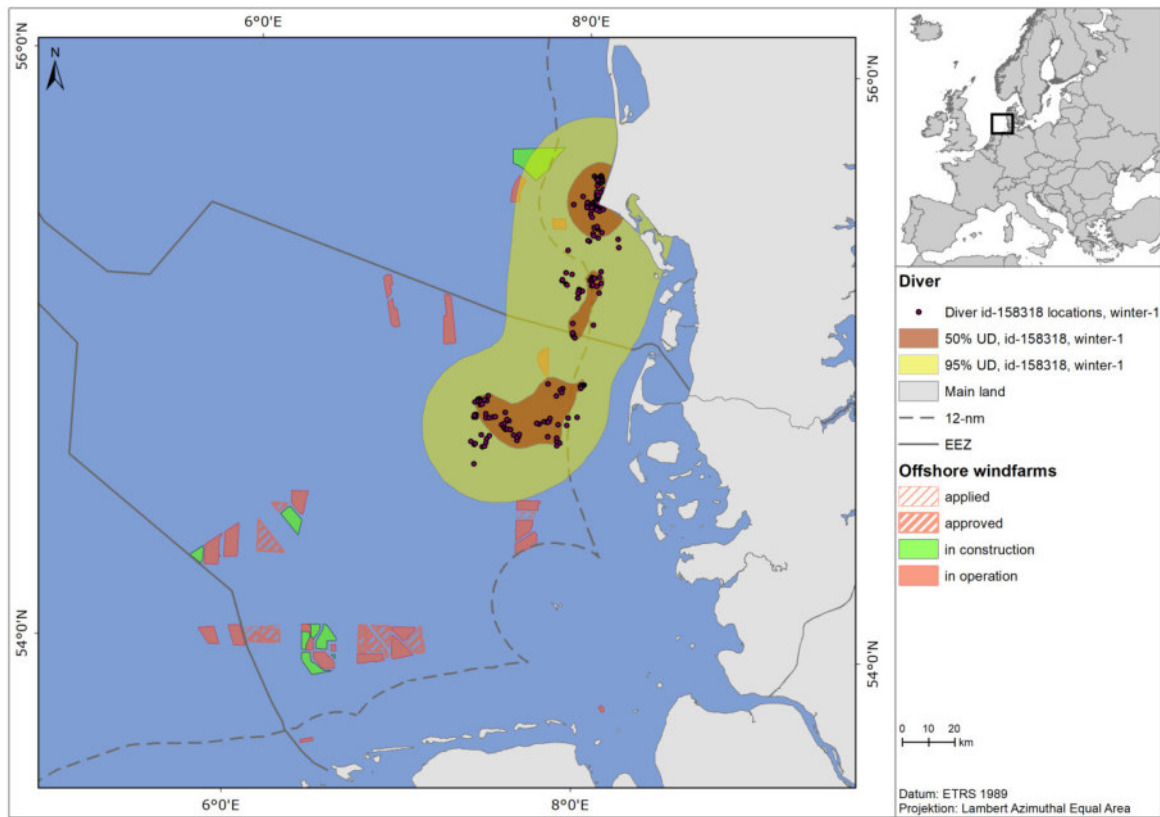 6°0'E
8°0'E
N
56°0'N
56°0'N
54°0'N
54°0'N
6°0'E
8°0'E
Diver
Diver id-158318 locations, winter-1
50% UD, id-158318, winter-1
95% UD, id-158318, winter-1
Main land
12-nm
EEZ
Offshore windfarms
applied
approved
in construction
in operation
0 10 20
km
Datum: ETRS 1989
Projektion: Lambert Azimuthal Equal Area